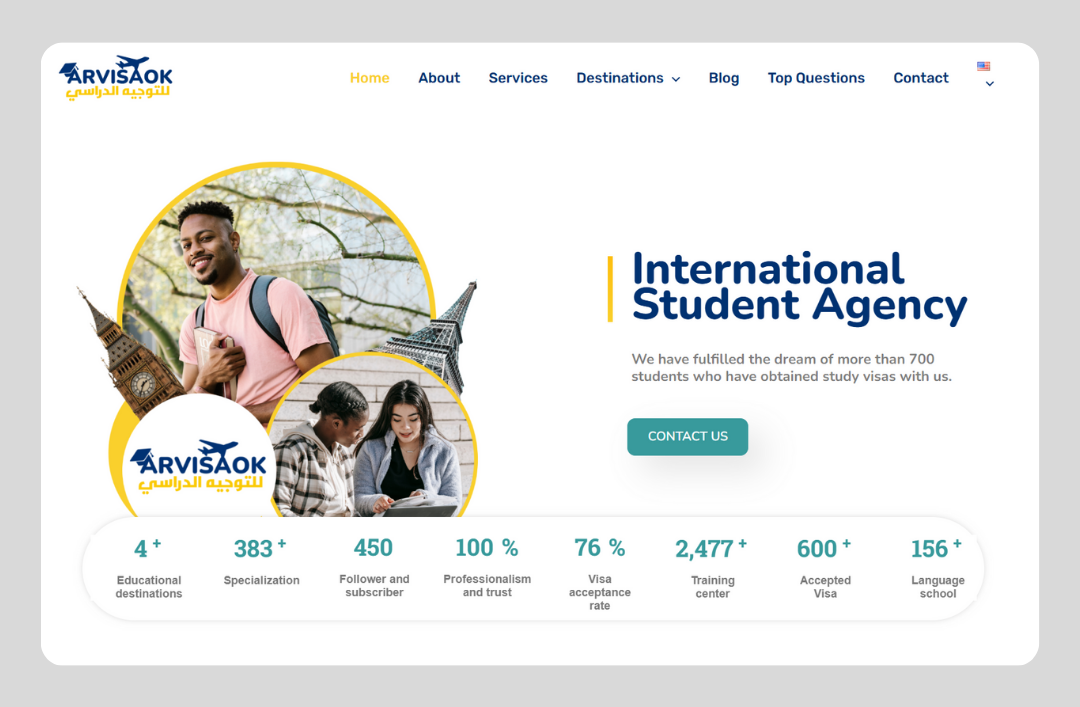 ARVISAOK
للتوجيه الدراسي
Home About Services Destinations Blog Top Questions Contact
International
Student Agency
We have fulfilled the dream of more than 700
students who have obtained study visas with us.
CONTACT US
ARVISAOK
للتوجيه الدراسي
4 +
Educational
destinations
383 +
Specialization
450
Follower and
subscriber
100 %
Professionalism
and trust
76 %
Visa
acceptance
rate
2,477 +
Training
center
600 +
Accepted
Visa
156 +
Language
school